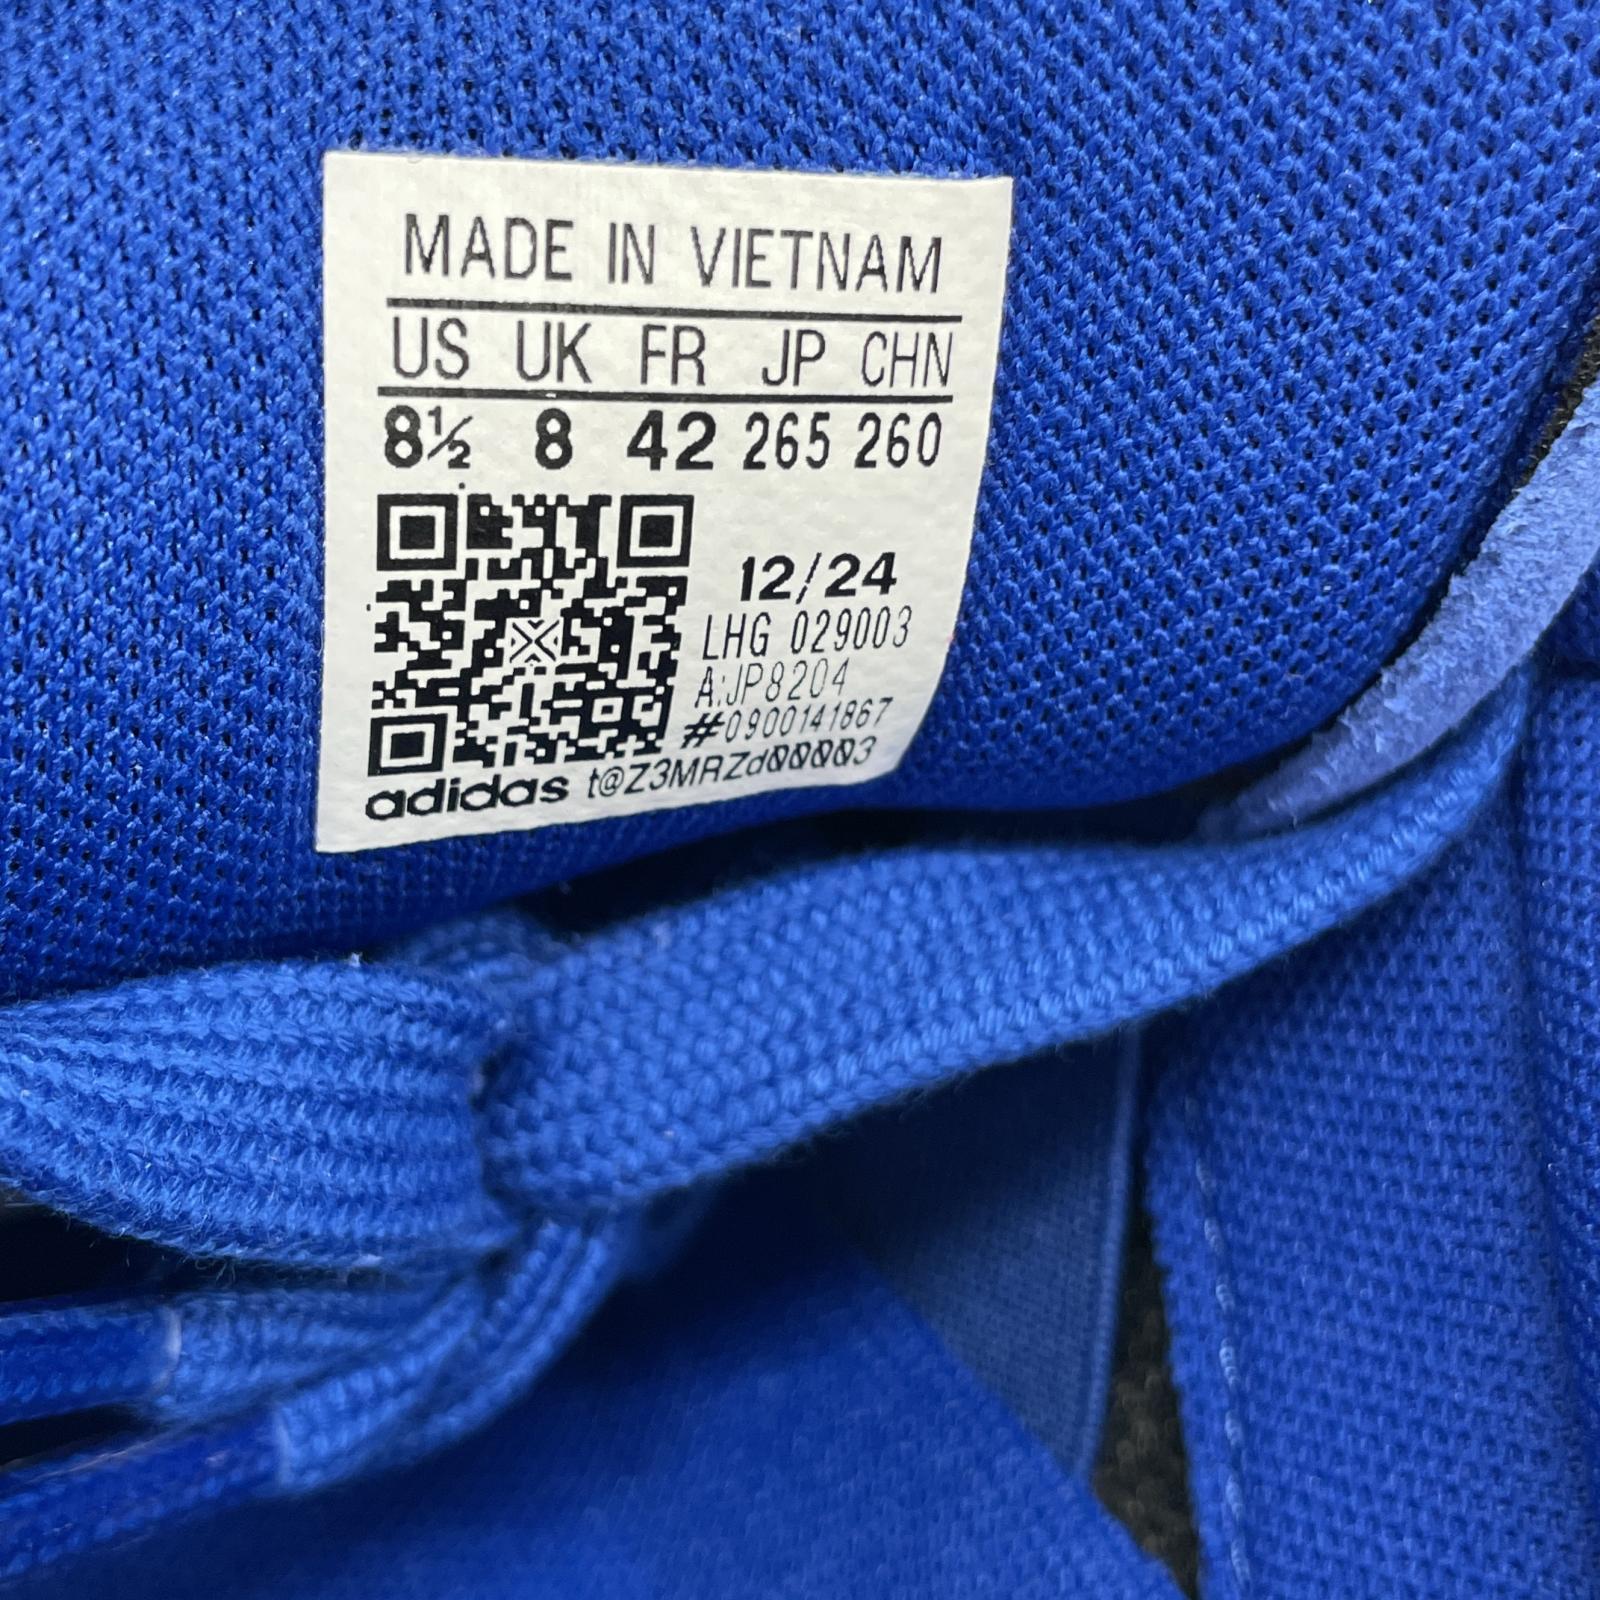 MADE IN VIETNAM
US UK FR JP CHN
8½ 8 42 265 260
12/24
LHG 029003
A:JP8204
#0900141867
adidas t@Z3MRZd00003